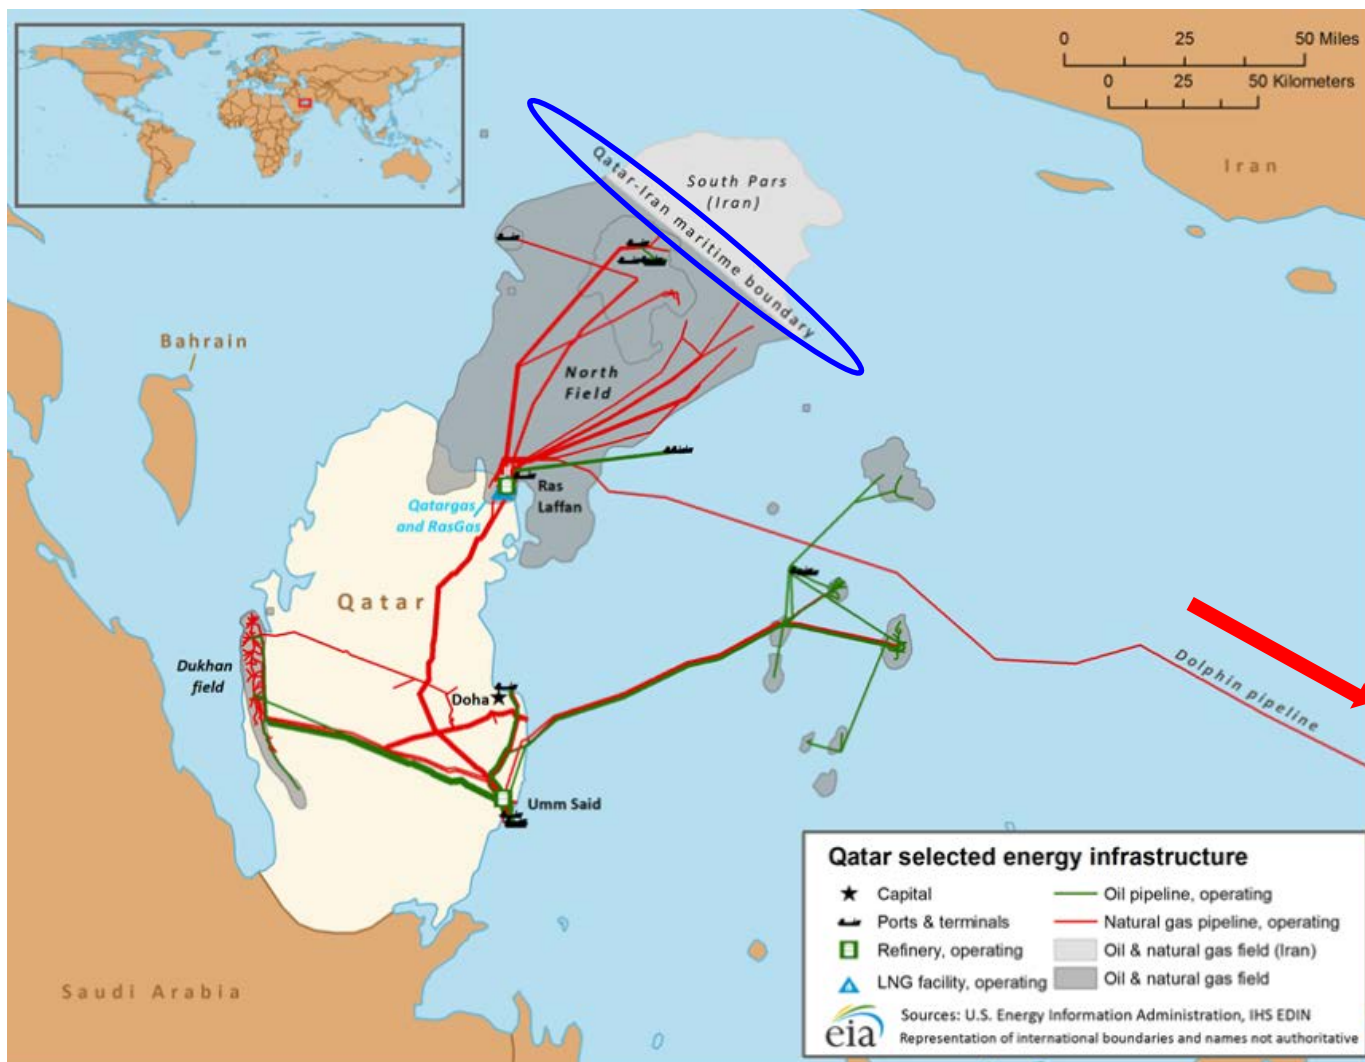 0 25 50 Miles
0 25 50 Kilometers
Iran
Qatar-Iran maritime boundary
South Pars
(Iran)
Bahrain
North
Field
Ras
Laffan
Qatargas
and RasGas
Qatar
Dukhan
field
Doha
Dolphin pipeline
Umm Said
Saudi Arabia
Qatar selected energy infrastructure
Capital
Ports & terminals
Refinery, operating
LNG facility, operating
Oil pipeline, operating
Natural gas pipeline, operating
Oil & natural gas field (Iran)
Oil & natural gas field
eia
Sources: U.S. Energy Information Administration, IHS EDIN
Representation of international boundaries and names not authoritative